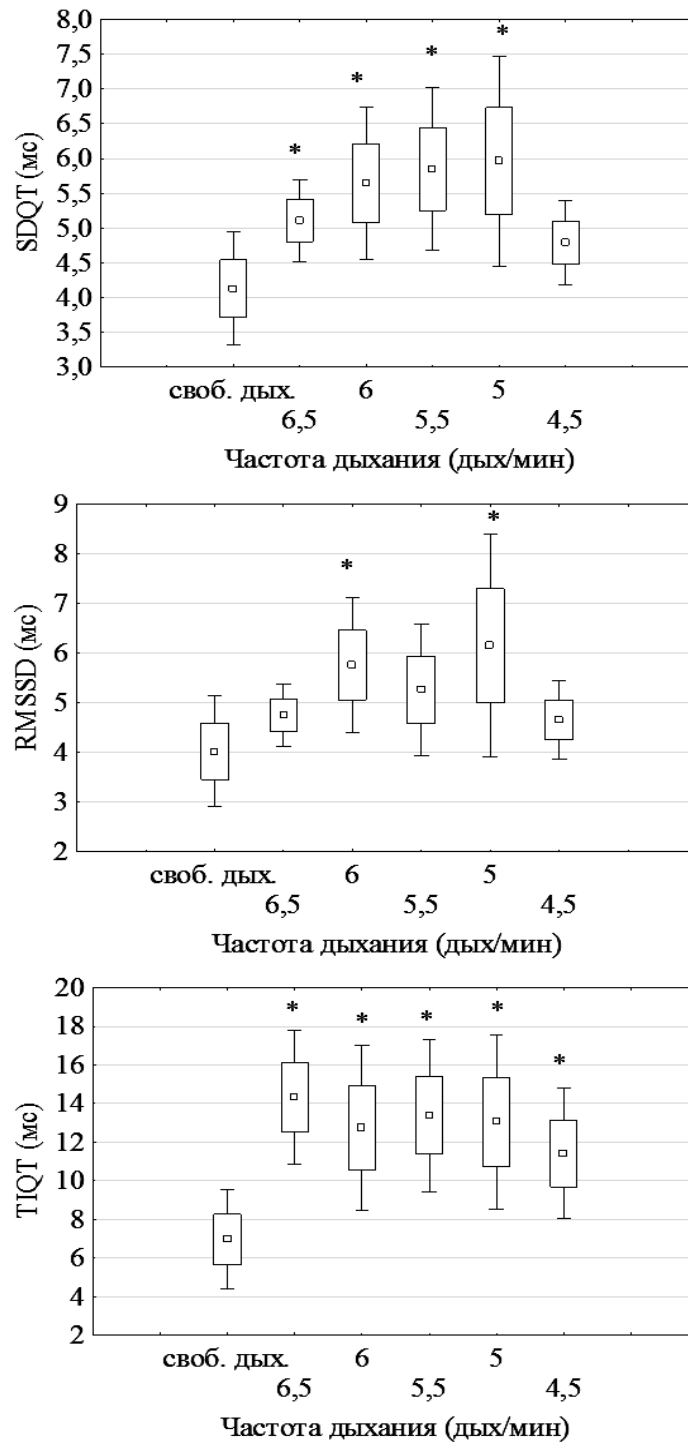 SDQT (мс)
8,0
7,5
7,0
6,5
6,0
5,5
5,0
4,5
4,0
3,5
3,0
* * * *
своб. дых. 6 5
6,5 5,5 4,5
Частота дыхания (дых/мин)
RMSSD (мс)
9
8
7
6
5
4
3
2
* *
своб. дых. 6 5
6,5 5,5 4,5
Частота дыхания (дых/мин)
TIQT (мс)
20
18
16
14
12
10
8
6
4
2
* * * * *
своб. дых. 6 5
6,5 5,5 4,5
Частота дыхания (дых/мин)